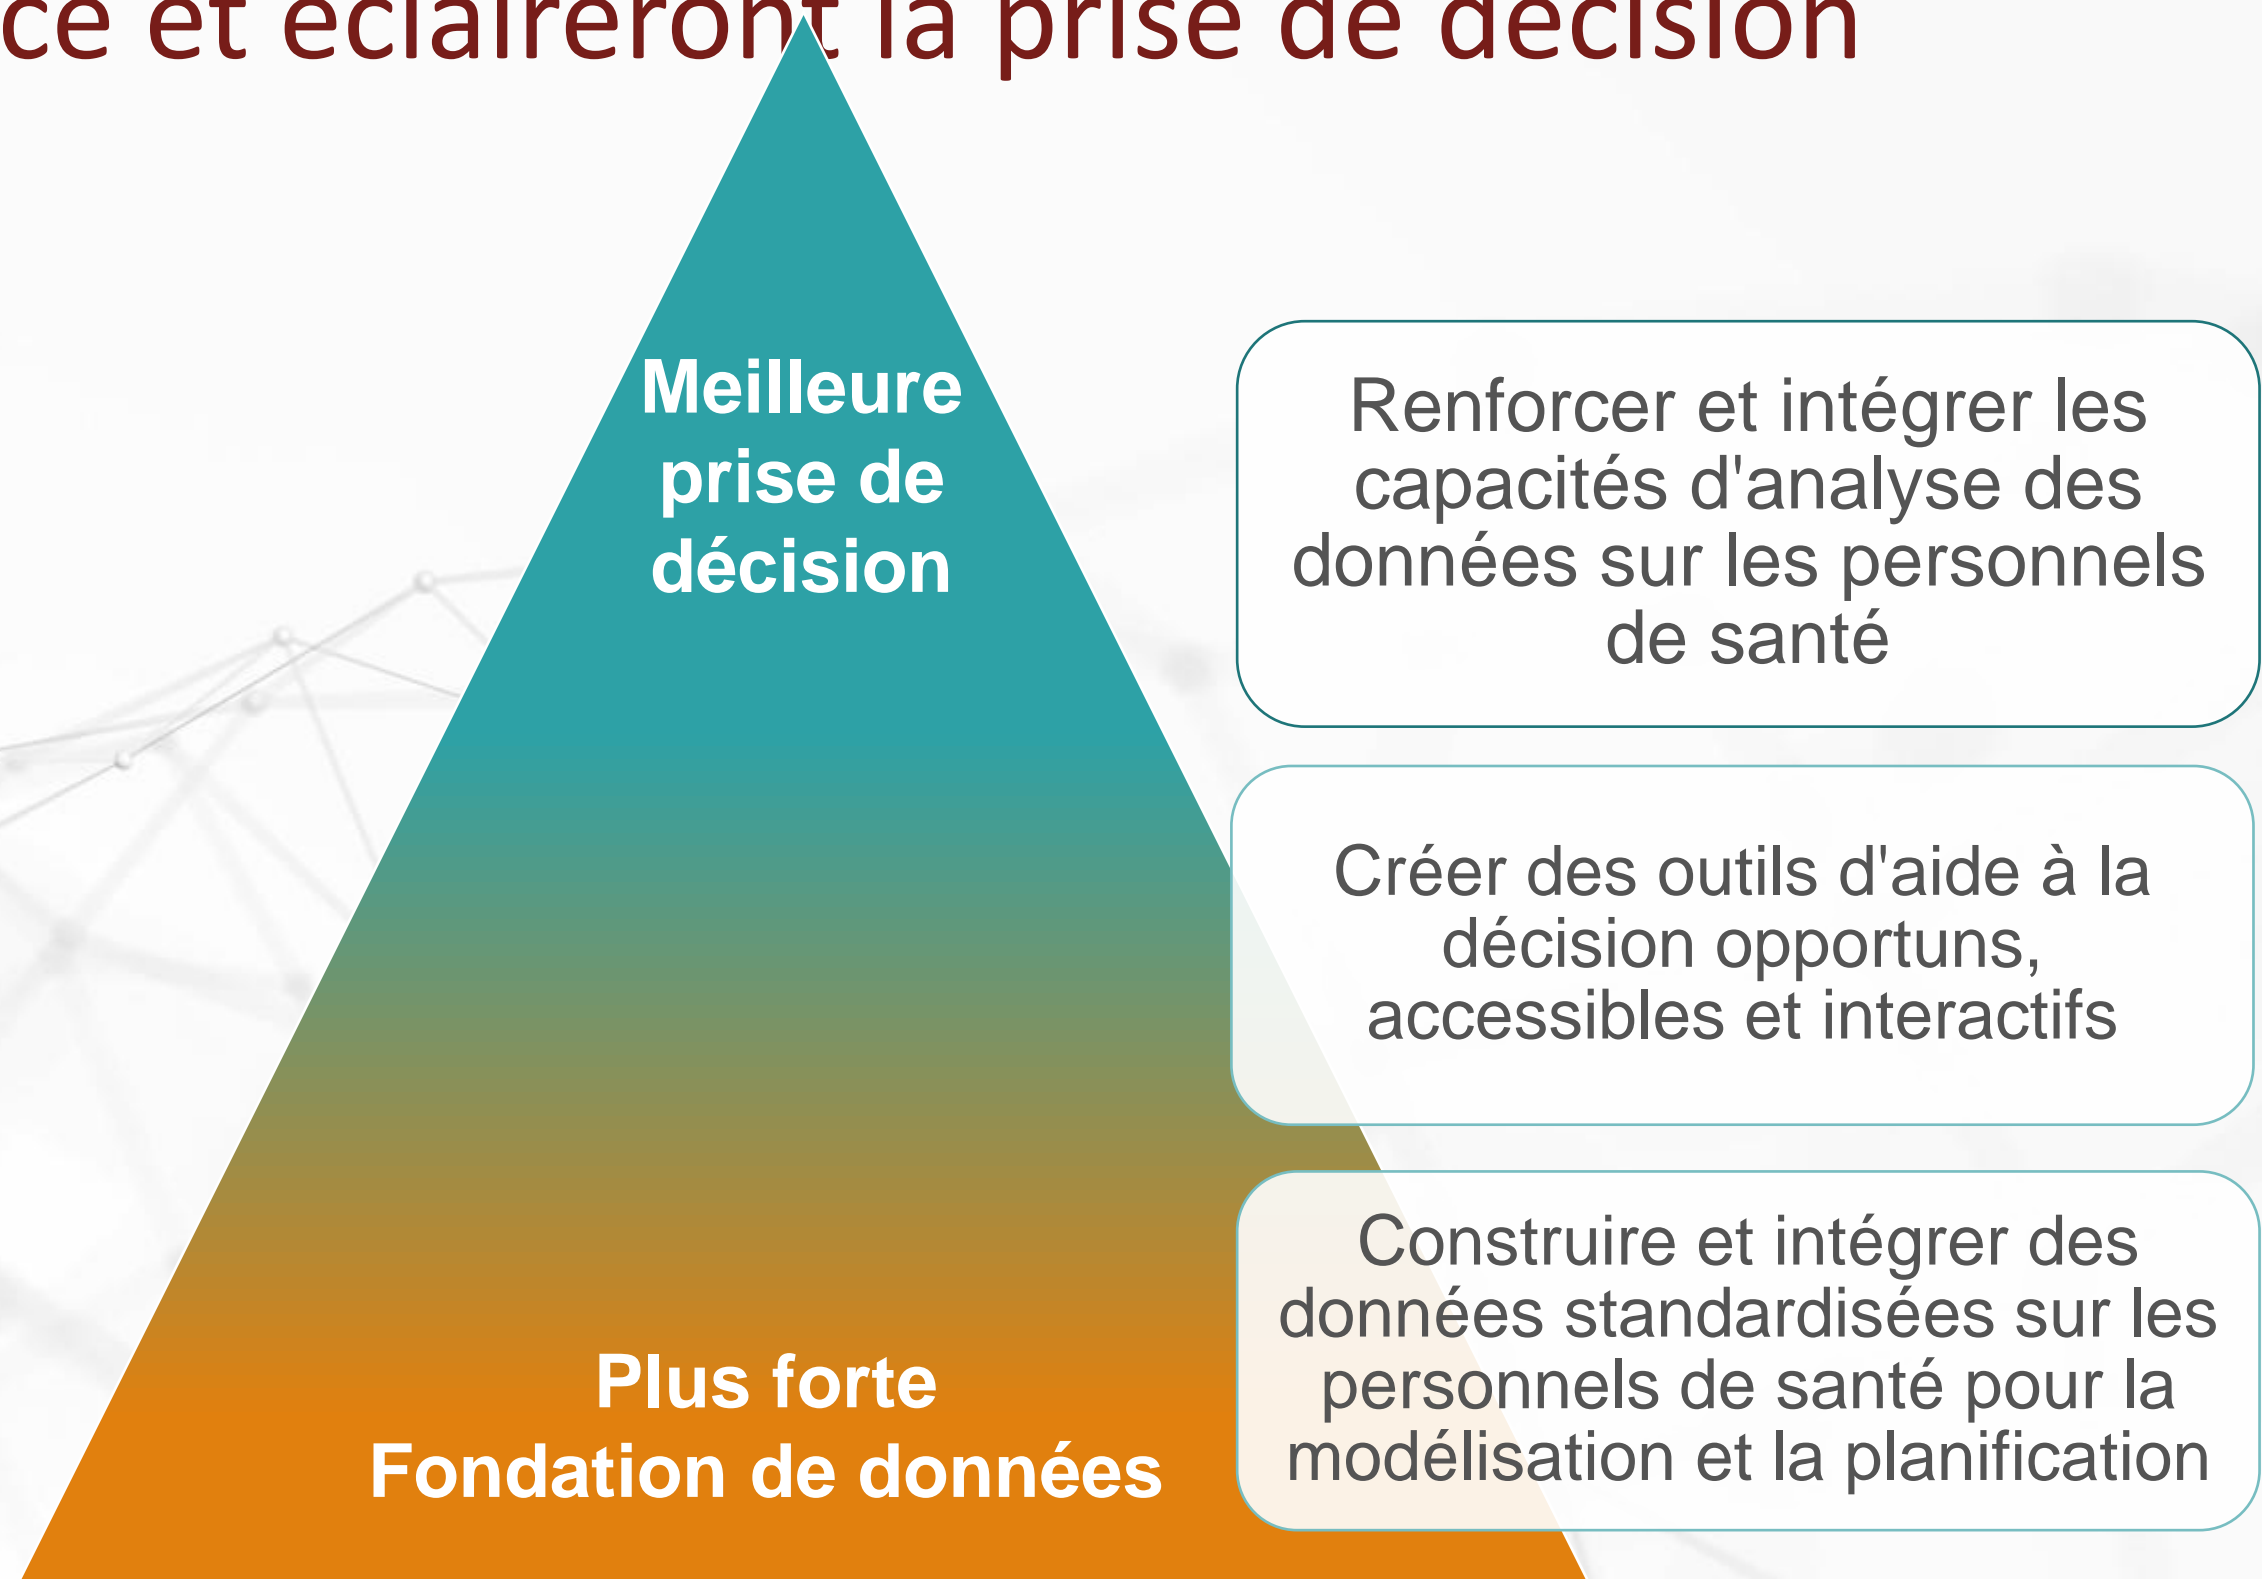 ce et éclaireront la prise de décision
Meilleure
prise de
décision
Plus forte
Fondation de données
Renforcer et intégrer les
capacités d'analyse des
données sur les personnels
de santé
Créer des outils d'aide à la
décision opportuns,
accessibles et interactifs
Construire et intégrer des
données standardisées sur les
personnels de santé pour la
modélisation et la planification